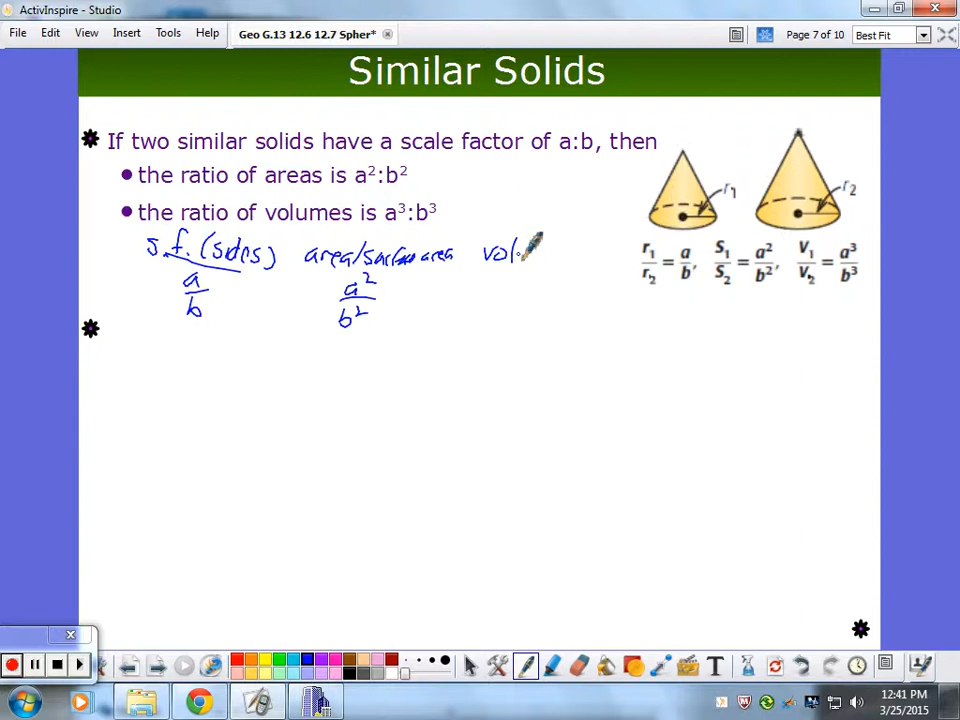 ActivInspire - Studio
File Edit View Insert Tools Help Geo G.13 12.6 12.7 Spher* Page 7 of 10 Best Fit
Similar Solids
If two similar solids have a scale factor of a:b, then
the ratio of areas is a²:b²
the ratio of volumes is a³:b³
s.f. (sides) area/surface area vol.
a/b a²/b²
r₁ r₂
r₁/r₂ = a/b, S₁/S₂ = a²/b², V₁/V₂ = a³/b³
T
12:41 PM
3/25/2015